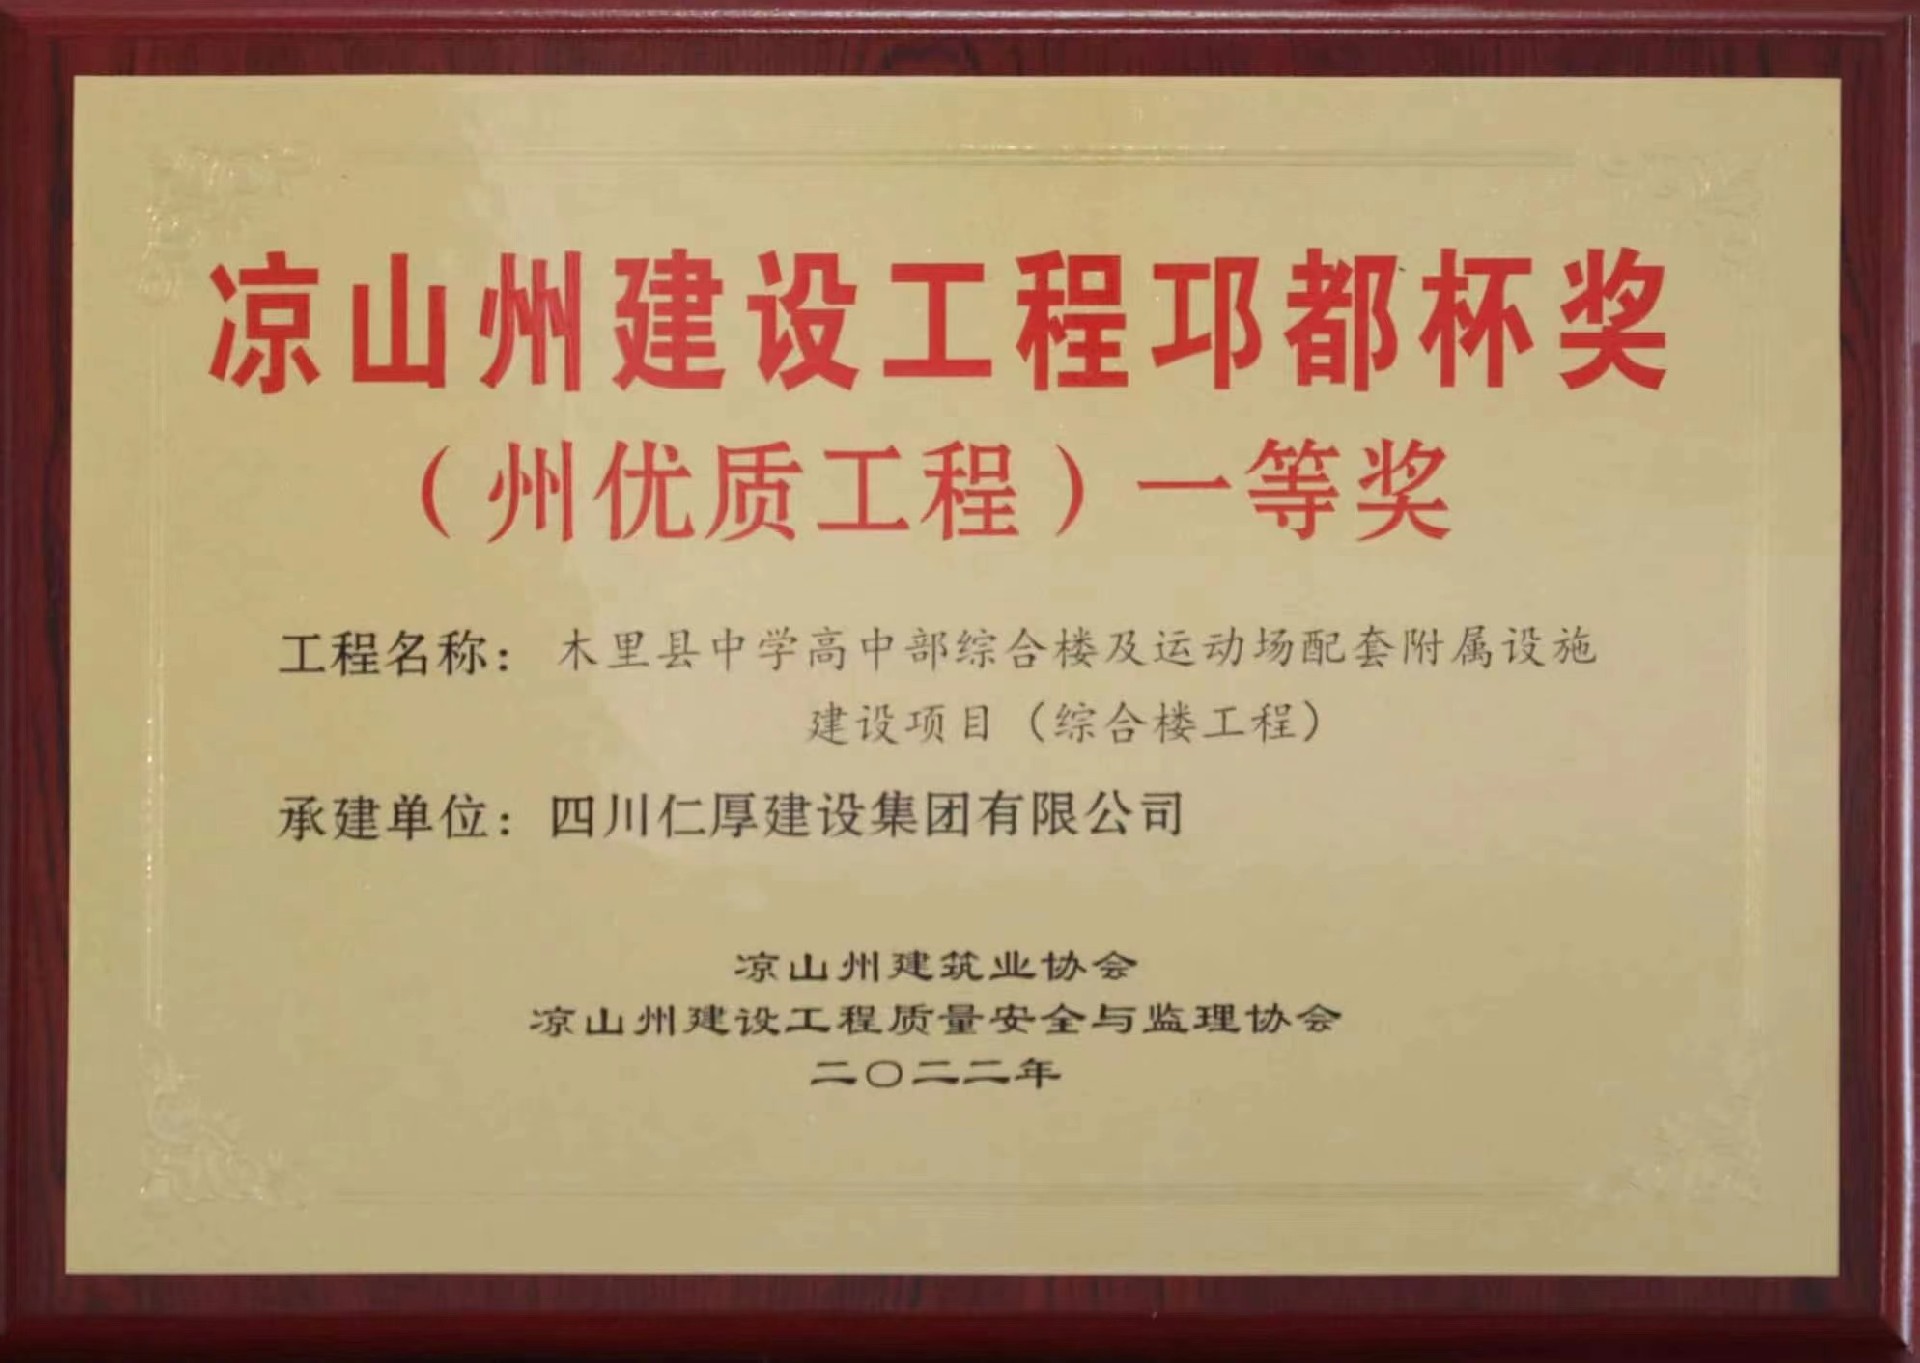 凉山州建设工程邛都杯奖
（州优质工程）一等奖
工程名称：木里县中学高中部综合楼及运动场配套附属设施
建设项目（综合楼工程）
承建单位：四川仁厚建设集团有限公司
凉山州建筑业协会
凉山州建设工程质量安全与监理协会
二〇二二年